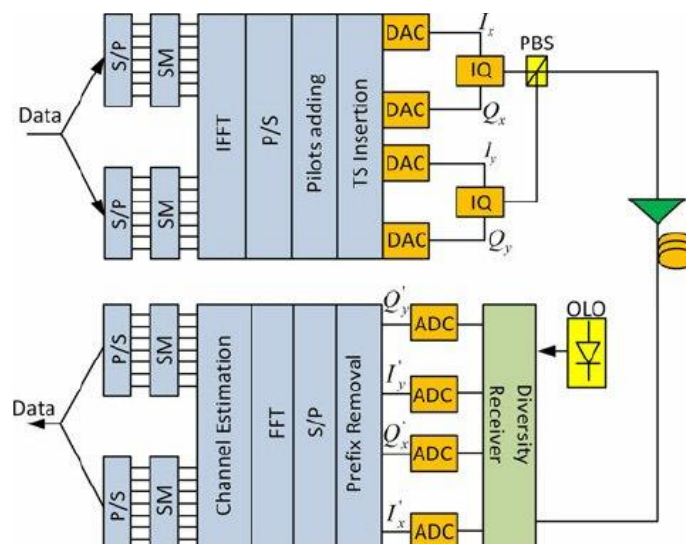 Data
S/P
SM
S/P
SM
IFFT
P/S
Pilots adding
TS Insertion
DAC
DAC
DAC
DAC
I_x
Q_x
I_y
Q_y
IQ
IQ
PBS
Data
P/S
SM
P/S
SM
Channel Estimation
FFT
S/P
Prefix Removal
Q'_y
I'_y
Q'_x
I'_x
ADC
ADC
ADC
ADC
Diversity
Receiver
OLO